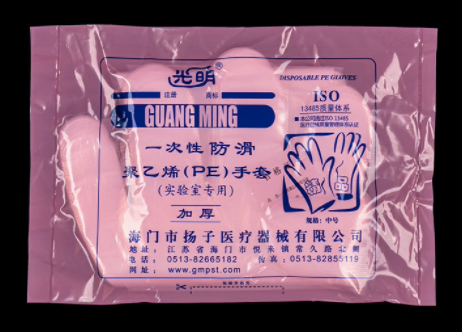 光明®
注册 商标
GUANG MING
DISPOSABLE PE GLOVES
ISO
13485质量体系
一次性防滑
聚乙烯(PE)手套
(实验室专用)
加厚
规格:中号
海门市扬子医疗器械有限公司
地址:江苏省海门市悦来镇常久路北侧
电话:0513-82665182 传真:0513-82855119
网址:www.gmpst.com